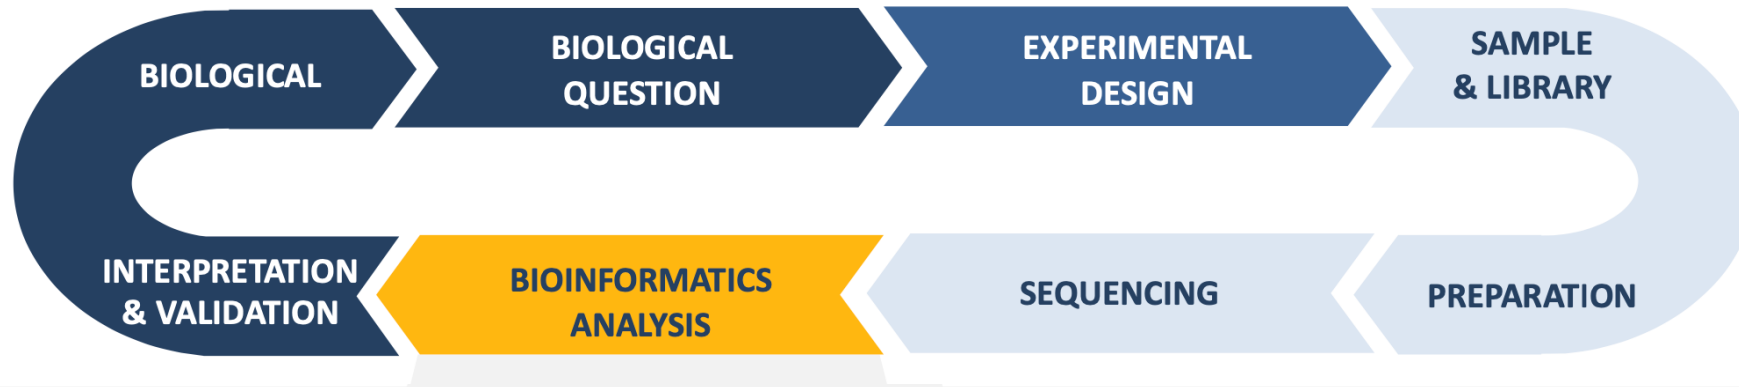 BIOLOGICAL
BIOLOGICAL
QUESTION
EXPERIMENTAL
DESIGN
SAMPLE
& LIBRARY
PREPARATION
SEQUENCING
BIOINFORMATICS
ANALYSIS
INTERPRETATION
& VALIDATION